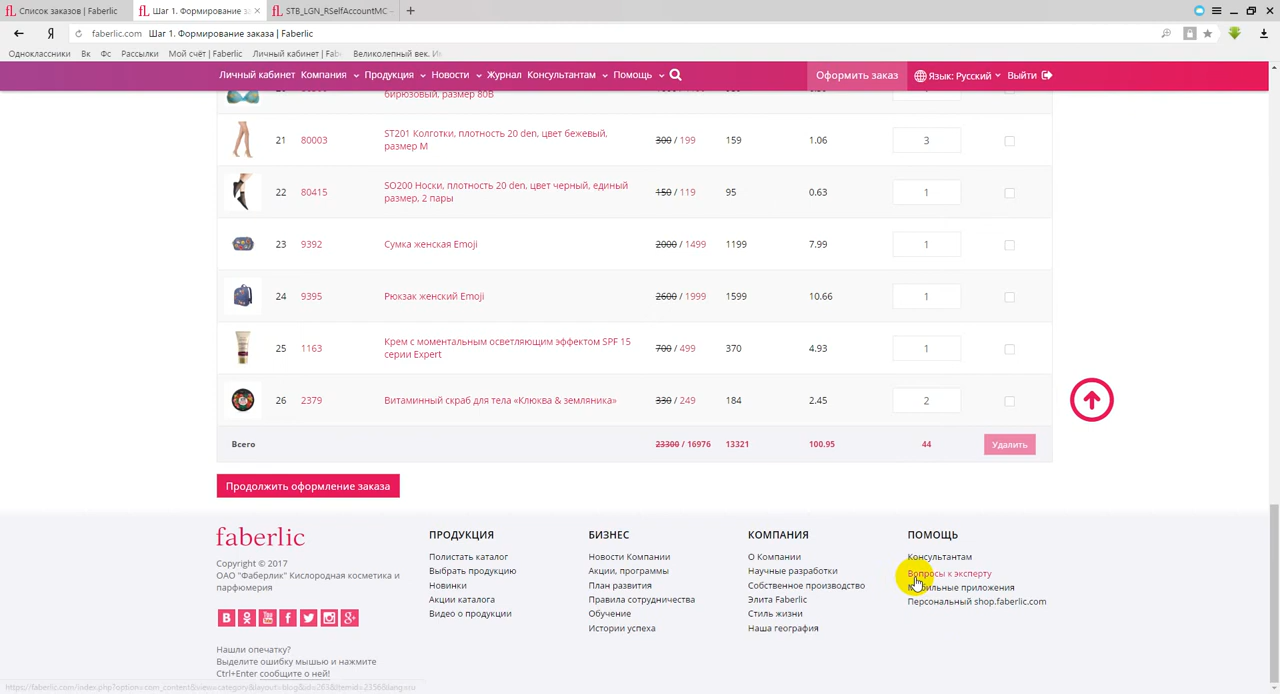 Список заказов | Faberlic
Шаг 1. Формирование за
STB_LGN_RSelfAccountMC
faberlic.com Шаг 1. Формирование заказа | Faberlic
Одноклассники Вк Фс Рассылки Мой счёт | Faberlic Личный кабинет | Fab Великолепный век. Ис
Личный кабинет Компания Продукция Новости Журнал Консультантам Помощь Оформить заказ Язык: Русский Выйти
бирюзовый, размер 80B
21 80003 ST201 Колготки, плотность 20 den, цвет бежевый, размер M 300 / 199 159 1.06 3
22 80415 SO200 Носки, плотность 20 den, цвет черный, единый размер, 2 пары 150 / 119 95 0.63 1
23 9392 Сумка женская Emoji 2000 / 1499 1199 7.99 1
24 9395 Рюкзак женский Emoji 2600 / 1999 1599 10.66 1
25 1163 Крем с моментальным осветляющим эффектом SPF 15 серии Expert 700 / 499 370 4.93 1
26 2379 Витаминный скраб для тела «Клюква & земляника» 330 / 249 184 2.45 2
Всего 23300 / 16976 13321 100.95 44 Удалить
Продолжить оформление заказа
faberlic
Copyright © 2017
ОАО "Фаберлик" Кислородная косметика и
парфюмерия
Нашли опечатку?
Выделите ошибку мышью и нажмите
Ctrl+Enter сообщите о ней!
ПРОДУКЦИЯ
Полистать каталог
Выбрать продукцию
Новинки
Акции каталога
Видео о продукции
БИЗНЕС
Новости Компании
Акции, программы
План развития
Правила сотрудничества
Обучение
Истории успеха
КОМПАНИЯ
О Компании
Научные разработки
Собственное производство
Элита Faberlic
Стиль жизни
Наша география
ПОМОЩЬ
Консультантам
Вопросы к эксперту
Мобильные приложения
Персональный shop.faberlic.com